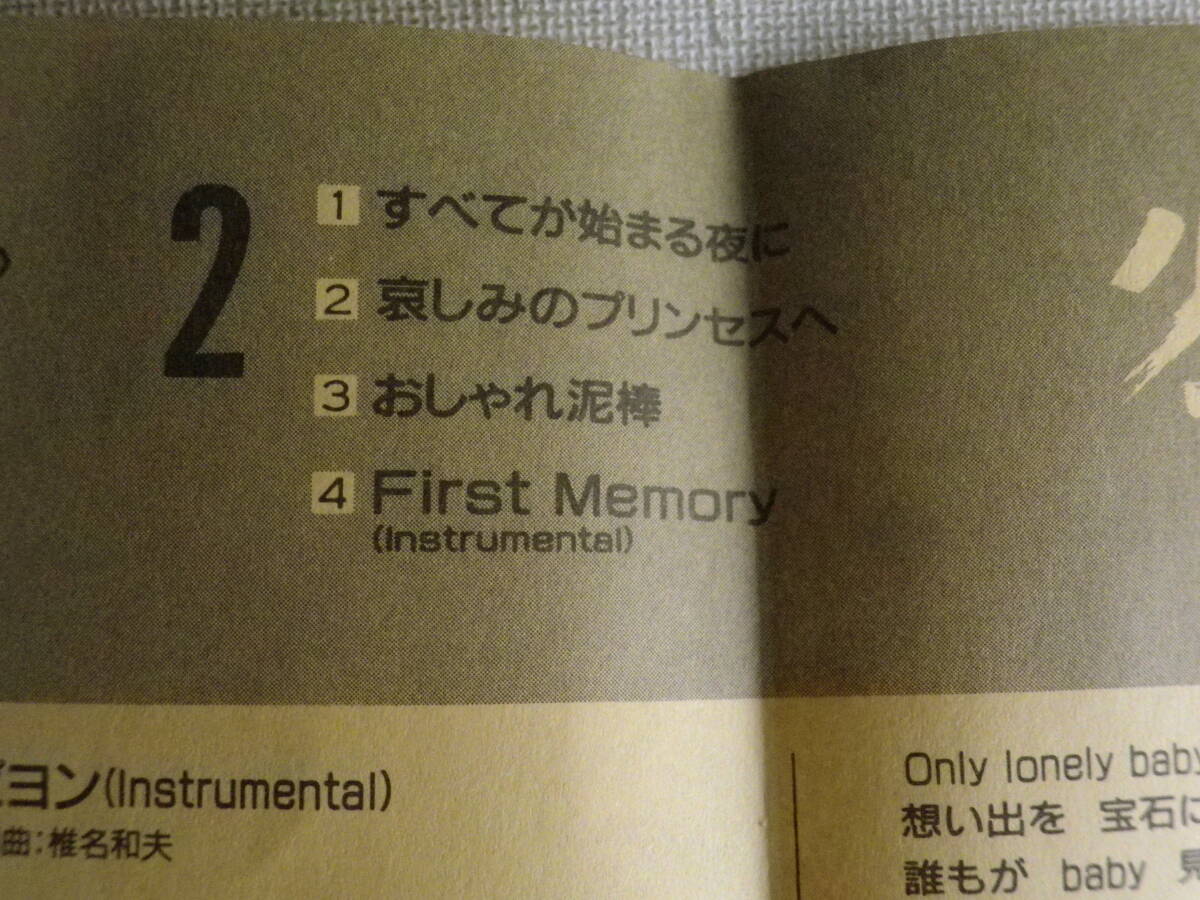 2
1 すべてが始まる夜に
2 哀しみのプリンセスへ
3 おしゃれ泥棒
4 First Memory
(Instrumental)
ヨン(Instrumental)
曲:椎名和夫
Only lonely baby
想い出を 宝石に
誰もが baby 見